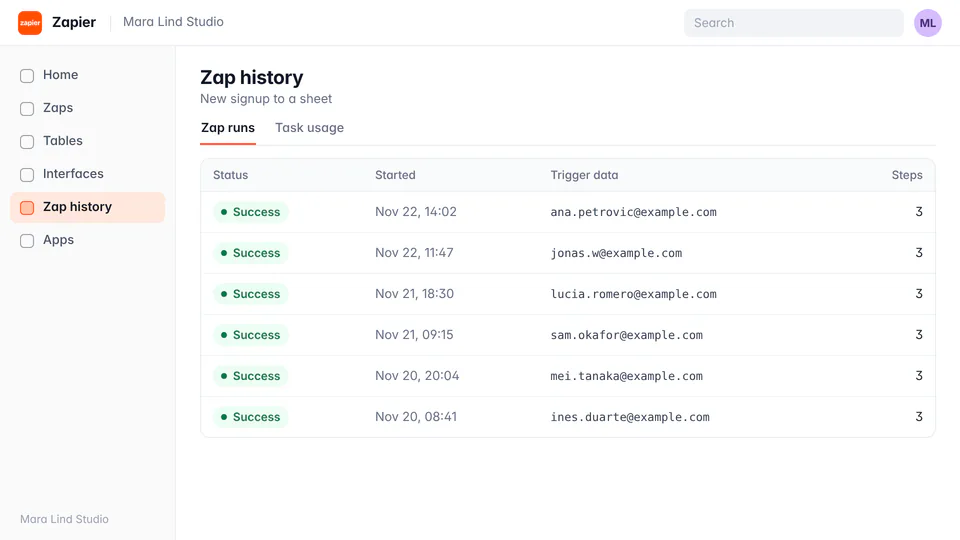 zapier Zapier Mara Lind Studio Search ML
Home
Zaps
Tables
Interfaces
Zap history
Apps
Mara Lind Studio
Zap history
New signup to a sheet
Zap runs Task usage
Status Started Trigger data Steps
Success Nov 22, 14:02 ana.petrovic@example.com 3
Success Nov 22, 11:47 jonas.w@example.com 3
Success Nov 21, 18:30 lucia.romero@example.com 3
Success Nov 21, 09:15 sam.okafor@example.com 3
Success Nov 20, 20:04 mei.tanaka@example.com 3
Success Nov 20, 08:41 ines.duarte@example.com 3